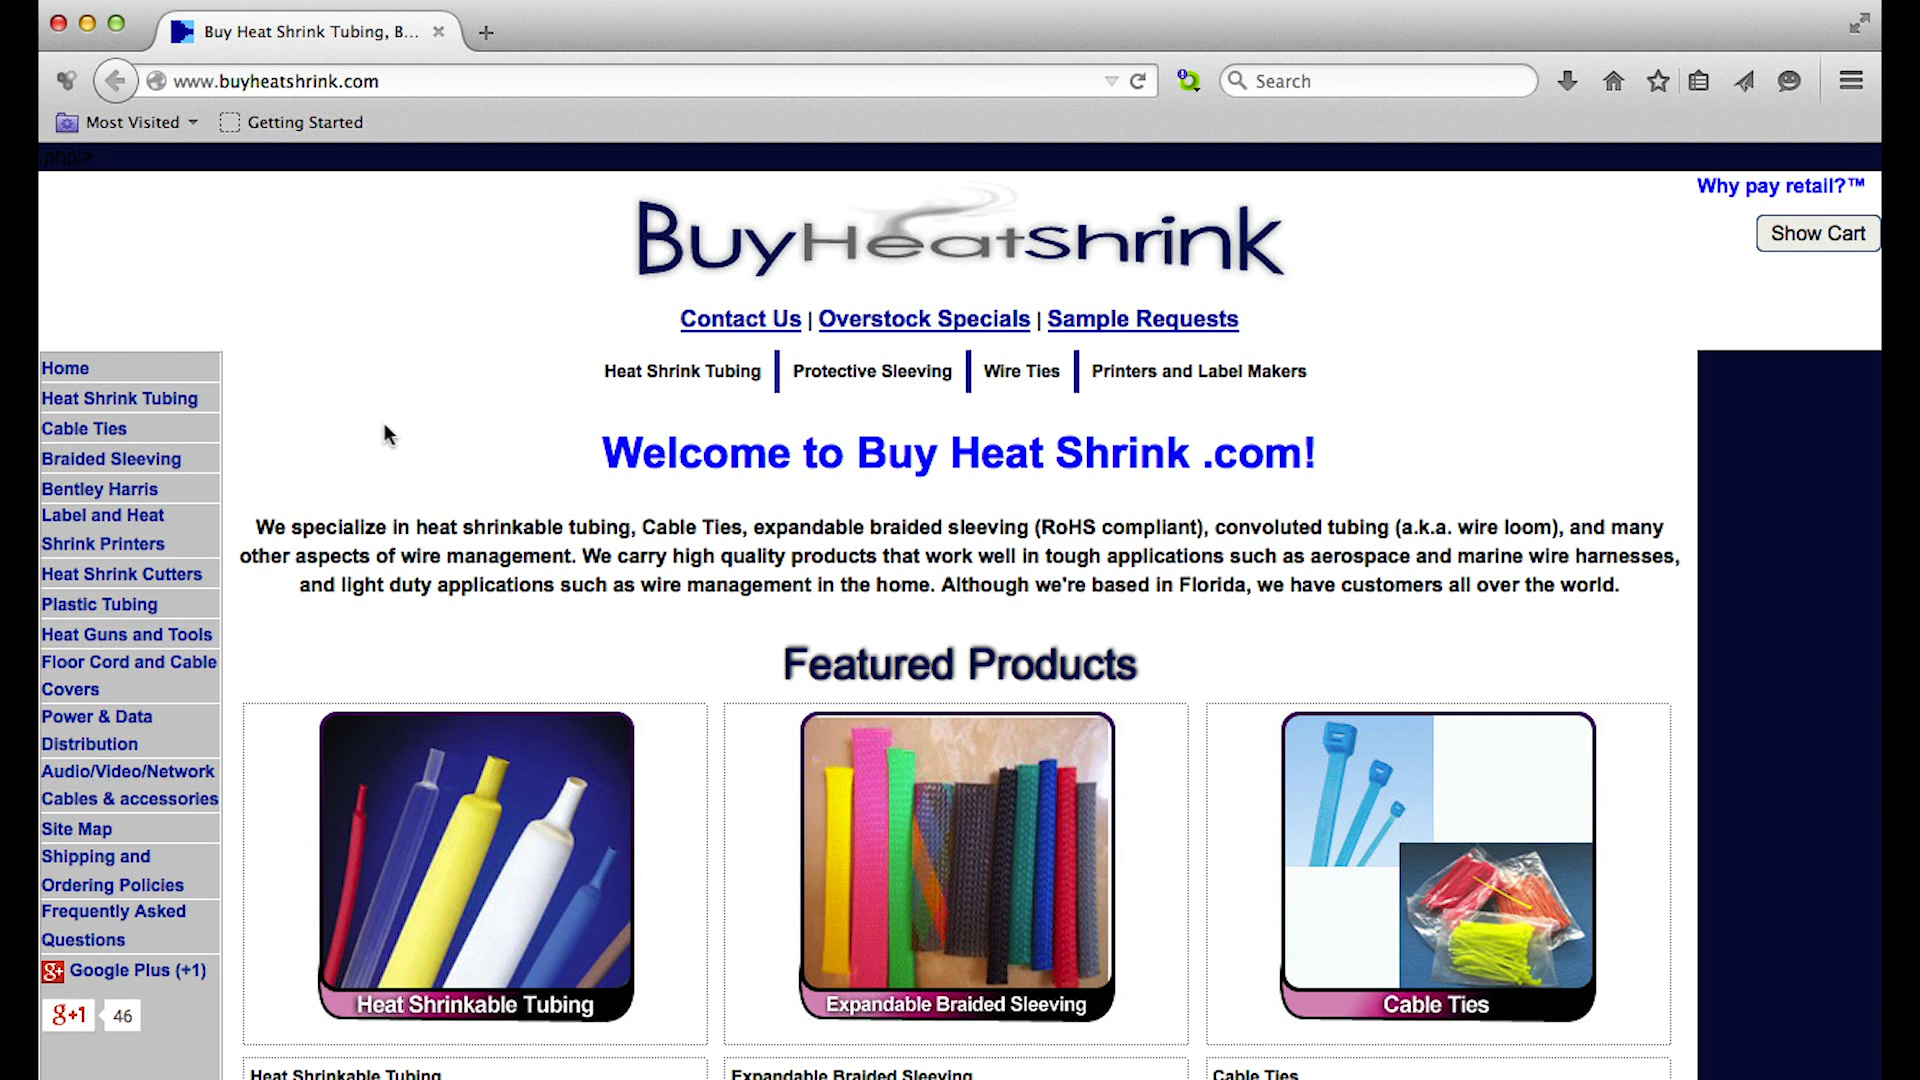 Buy Heat Shrink Tubing, B...
www.buyheatshrink.com
Search
Most Visited
Getting Started
php!>
Why pay retail?™
BuyHeatShrink
Show Cart
Contact Us | Overstock Specials | Sample Requests
Heat Shrink Tubing
Protective Sleeving
Wire Ties
Printers and Label Makers
Home
Heat Shrink Tubing
Cable Ties
Braided Sleeving
Bentley Harris
Label and Heat
Shrink Printers
Heat Shrink Cutters
Plastic Tubing
Heat Guns and Tools
Floor Cord and Cable
Covers
Power & Data
Distribution
Audio/Video/Network
Cables & accessories
Site Map
Shipping and
Ordering Policies
Frequently Asked
Questions
g+ Google Plus (+1)
g+1 46
Welcome to Buy Heat Shrink .com!
We specialize in heat shrinkable tubing, Cable Ties, expandable braided sleeving (RoHS compliant), convoluted tubing (a.k.a. wire loom), and many
other aspects of wire management. We carry high quality products that work well in tough applications such as aerospace and marine wire harnesses,
and light duty applications such as wire management in the home. Although we're based in Florida, we have customers all over the world.
Featured Products
Heat Shrinkable Tubing
Expandable Braided Sleeving
Cable Ties
Heat Shrinkable Tubing
Expandable Braided Sleeving
Cable Ties